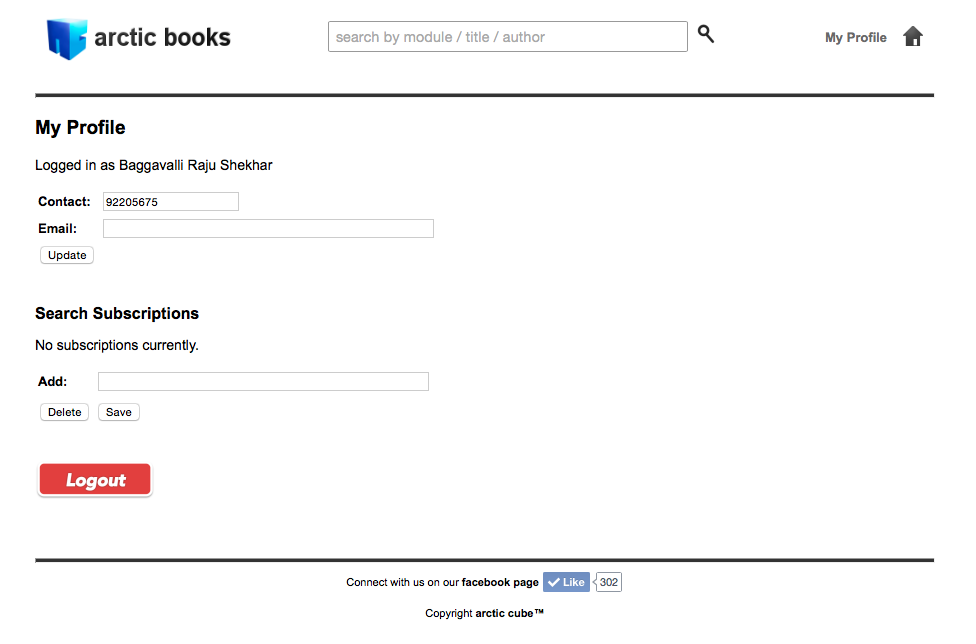 arctic books
search by module / title / author
My Profile
My Profile
Logged in as Baggavalli Raju Shekhar
Contact: 92205675
Email:
Update
Search Subscriptions
No subscriptions currently.
Add:
Delete Save
Logout
Connect with us on our facebook page Like 302
Copyright arctic cube™